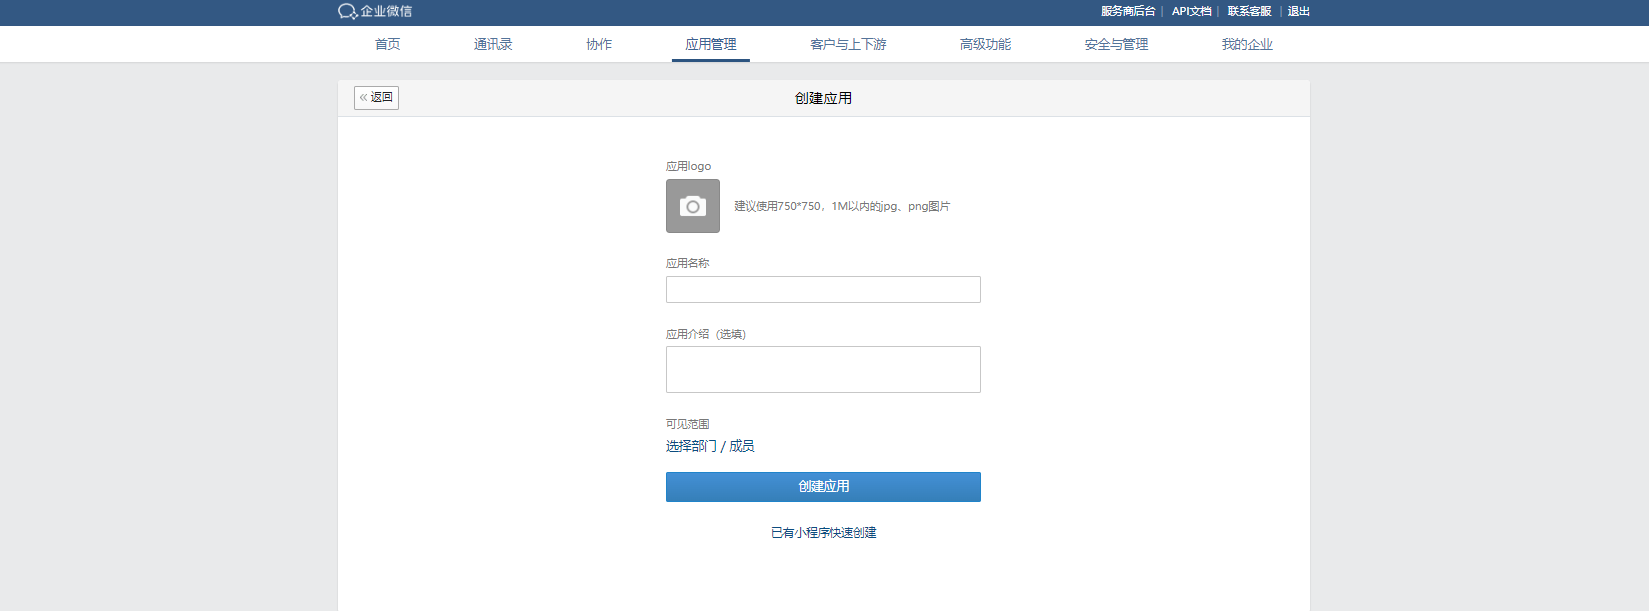 企业微信 服务商后台 | API文档 | 联系客服 | 退出
首页 通讯录 协作 应用管理 客户与上下游 高级功能 安全与管理 我的企业
« 返回 创建应用
应用logo
建议使用750*750，1M以内的jpg、png图片
应用名称
应用介绍（选填）
可见范围
选择部门 / 成员
创建应用
已有小程序快速创建